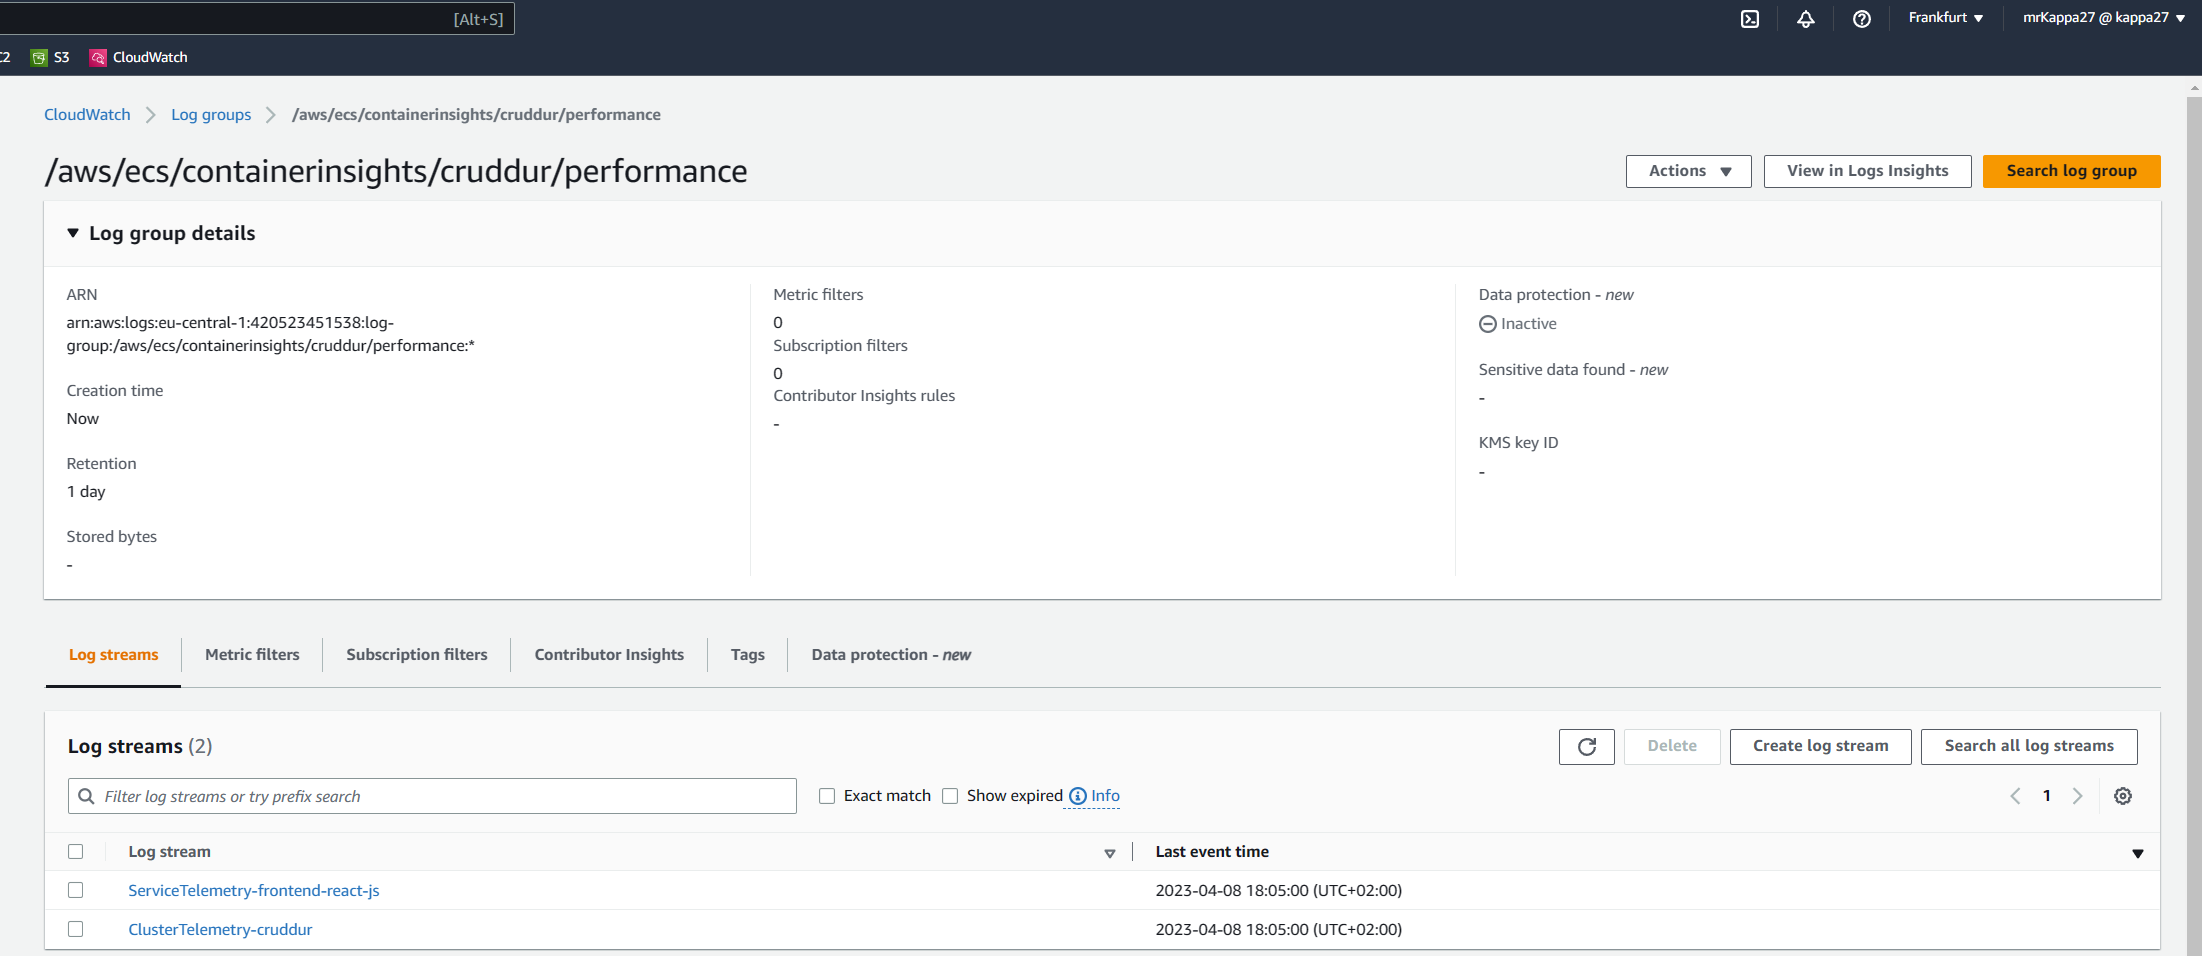 [Alt+S]
Frankfurt
mrKappa27 @ kappa27
S3
CloudWatch
CloudWatch
Log groups
/aws/ecs/containerinsights/cruddur/performance
/aws/ecs/containerinsights/cruddur/performance
Actions
View in Logs Insights
Search log group
Log group details
ARN
arn:aws:logs:eu-central-1:420523451538:log-
group:/aws/ecs/containerinsights/cruddur/performance:*
Creation time
Now
Retention
1 day
Stored bytes
-
Metric filters
0
Subscription filters
0
Contributor Insights rules
-
Data protection - new
Inactive
Sensitive data found - new
-
KMS key ID
-
Log streams
Metric filters
Subscription filters
Contributor Insights
Tags
Data protection - new
Log streams (2)
Delete
Create log stream
Search all log streams
Filter log streams or try prefix search
Exact match
Show expired
Info
1
Log stream
Last event time
ServiceTelemetry-frontend-react-js
2023-04-08 18:05:00 (UTC+02:00)
ClusterTelemetry-cruddur
2023-04-08 18:05:00 (UTC+02:00)